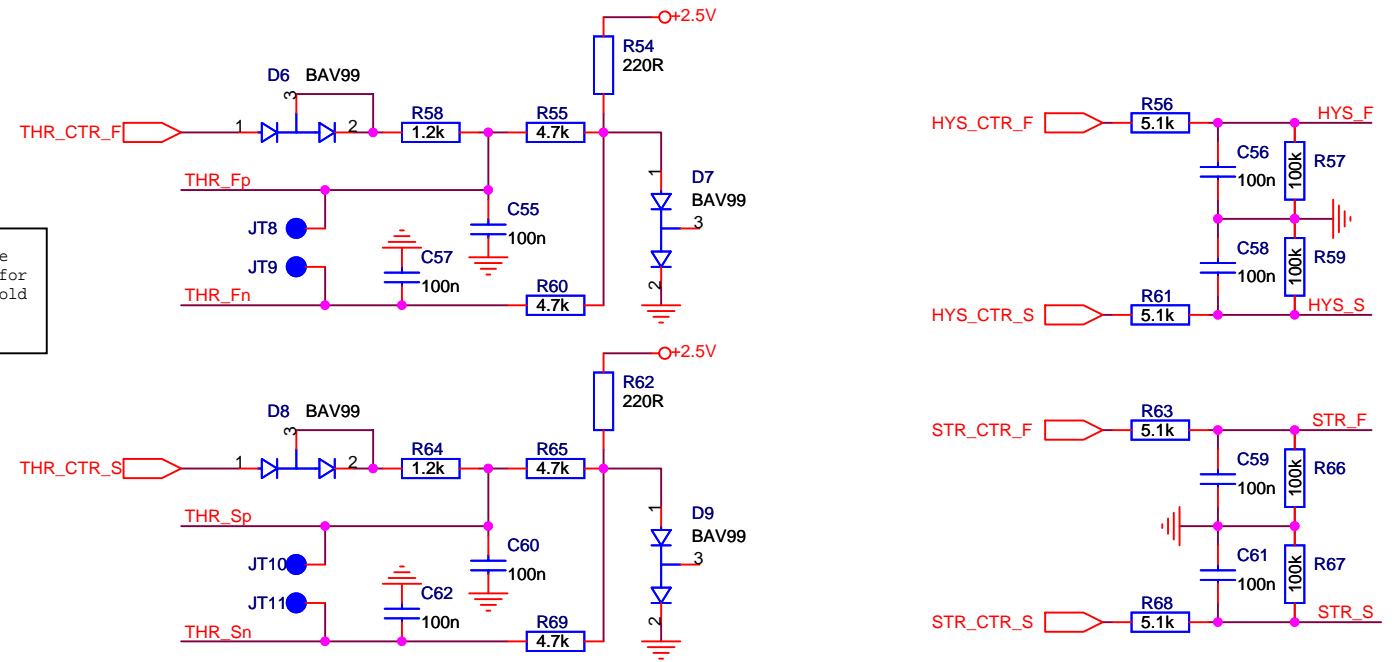 +2.5V
R54
220R
D6 BAV99
3
THR_CTR_F
1
2
R58
1.2k
R55
4.7k
THR_Fp
JT8
JT9
C55
100n
C57
100n
THR_Fn
R60
4.7k
1
D7
BAV99
3
2
e
for
old
HYS_CTR_F
R56
5.1k
HYS_F
C56
100n
R57
100k
C58
100n
R59
100k
HYS_CTR_S
R61
5.1k
HYS_S
+2.5V
R62
220R
D8 BAV99
3
THR_CTR_S
1
2
R64
1.2k
R65
4.7k
THR_Sp
JT10
JT11
C60
100n
C62
100n
THR_Sn
R69
4.7k
1
D9
BAV99
3
2
STR_CTR_F
R63
5.1k
STR_F
C59
100n
R66
100k
C61
100n
R67
100k
STR_CTR_S
R68
5.1k
STR_S